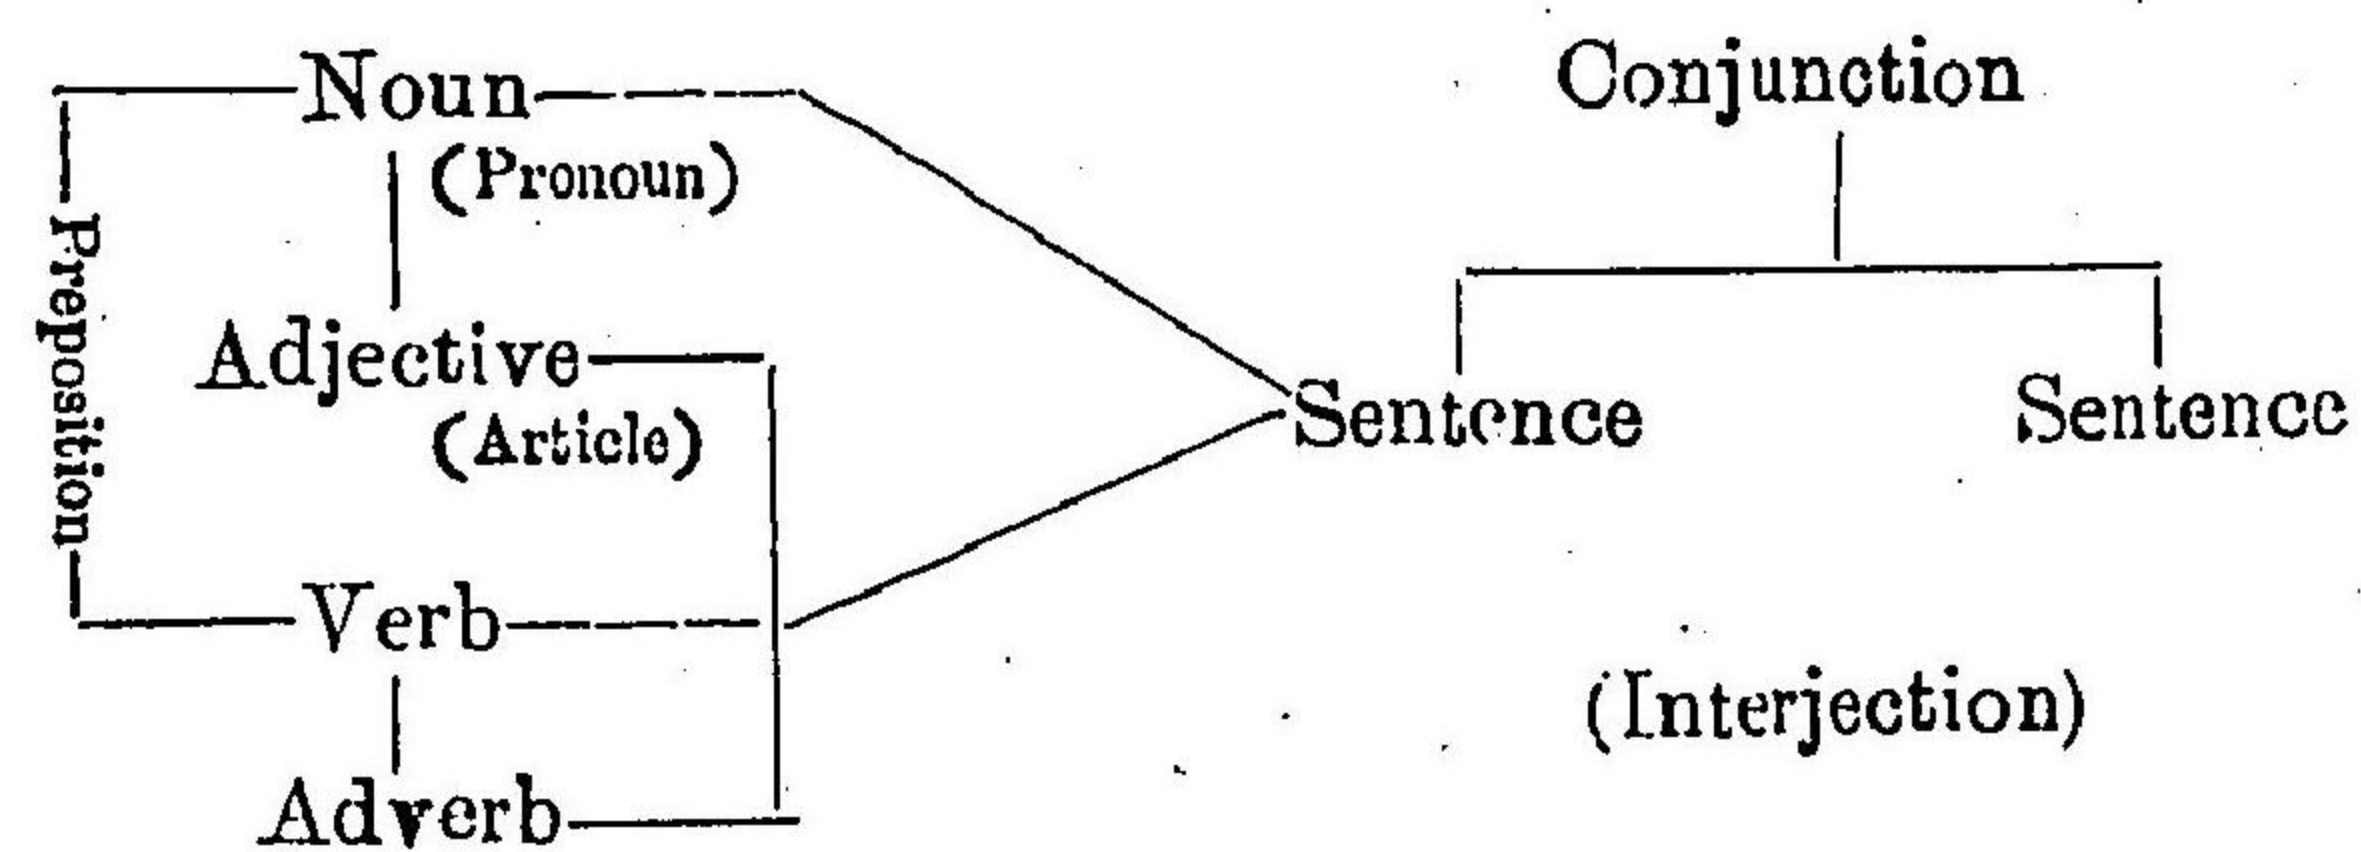 Noun
(Pronoun)
Preposition
Adjective
(Article)
Verb
Adverb
Conjunction
Sentence
Sentence
(Interjection)